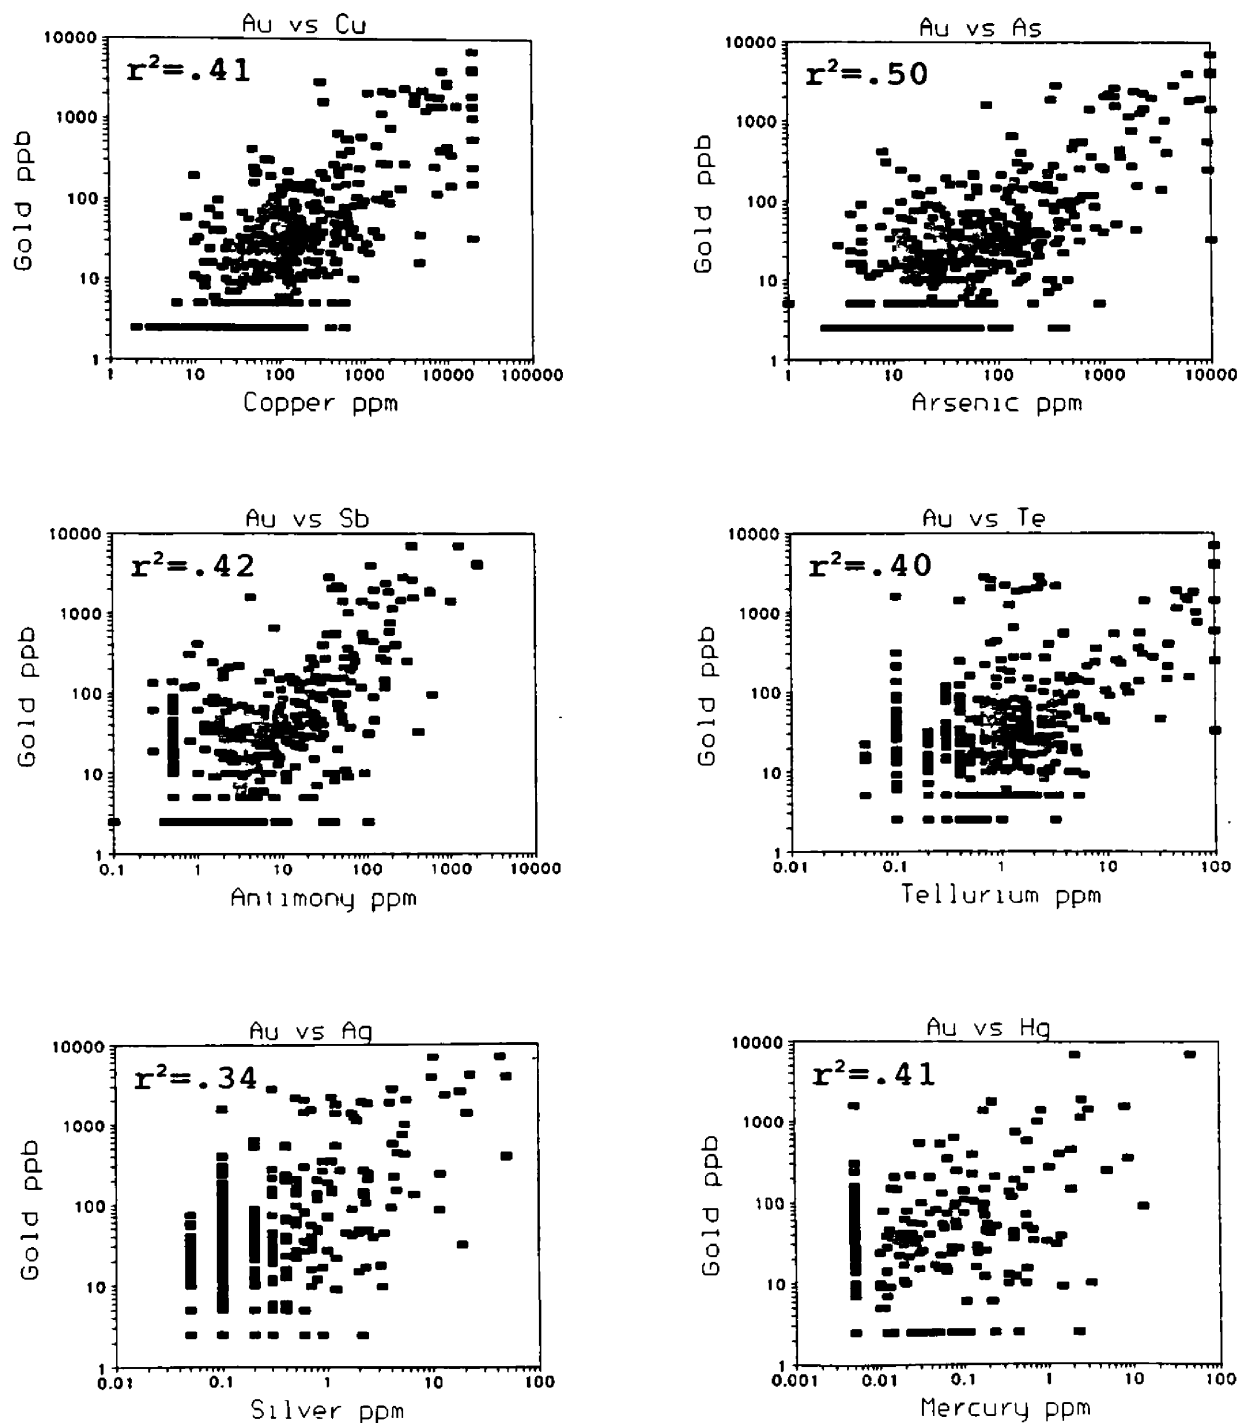 Au vs Cu
r²=.41
10000
1000
100
10
1
Gold ppb
1 10 100 1000 10000 100000
Copper ppm
Au vs As
r²=.50
10000
1000
100
10
1
Gold ppb
1 10 100 1000 10000
Arsenic ppm
Au vs Sb
r²=.42
10000
1000
100
10
1
Gold ppb
0.1 1 10 100 1000 10000
Antimony ppm
Au vs Te
r²=.40
10000
1000
100
10
1
Gold ppb
0.01 0.1 1 10 100
Tellurium ppm
Au vs Ag
r²=.34
10000
1000
100
10
1
Gold ppb
0.01 0.1 1 10 100
Silver ppm
Au vs Hg
r²=.41
10000
1000
100
10
1
Gold ppb
0.001 0.01 0.1 1 10 100
Mercury ppm